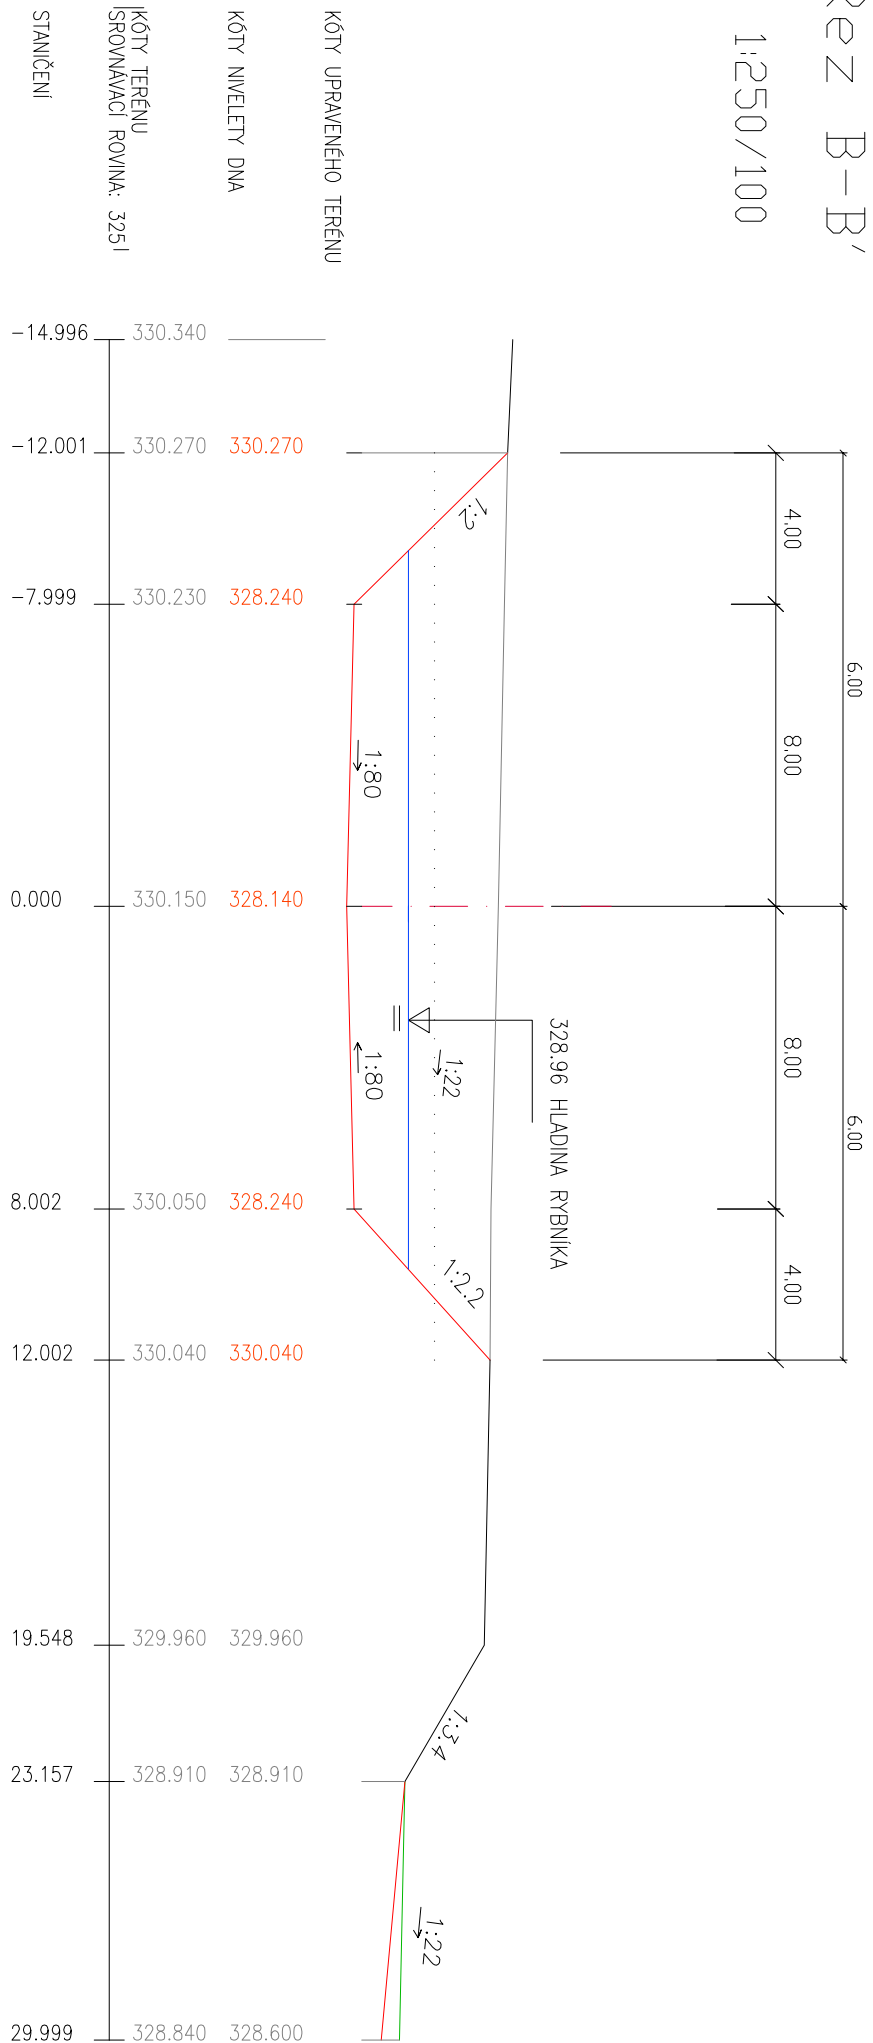 Řez B-B'
1:250/100
KÓTY UPRAVENÉHO TERÉNU
KÓTY NIVELETY DNA
KÓTY TERÉNU
SROVNÁVACÍ ROVINA: 325
STANIČENÍ
-14.996 330.340
-12.001 330.270 330.270
-7.999 330.230 328.240
0.000 330.150 328.140
8.002 330.050 328.240
12.002 330.040 330.040
19.548 329.960 329.960
23.157 328.910 328.910
29.999 328.840 328.600
6,00
6,00
4,00
8,00
8,00
4,00
1:2
1:80
1:80
1:22
328.96 HLADINA RYBNÍKA
1:2.2
1:3.4
1:22